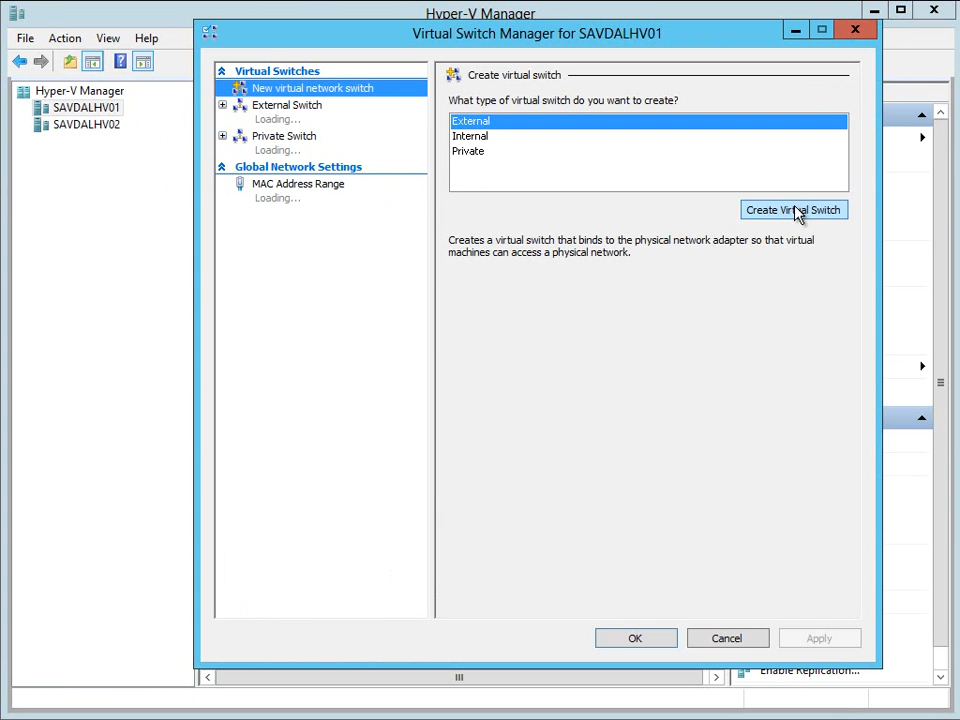 Hyper-V Manager
Virtual Switch Manager for SAVDALHV01
File Action View Help
Hyper-V Manager
SAVDALHV01
SAVDALHV02
Virtual Switches
New virtual network switch
External Switch
Loading...
Private Switch
Loading...
Global Network Settings
MAC Address Range
Loading...
Create virtual switch
What type of virtual switch do you want to create?
External
Internal
Private
Create Virtual Switch
Creates a virtual switch that binds to the physical network adapter so that virtual
machines can access a physical network.
OK Cancel Apply
Enable Replication...